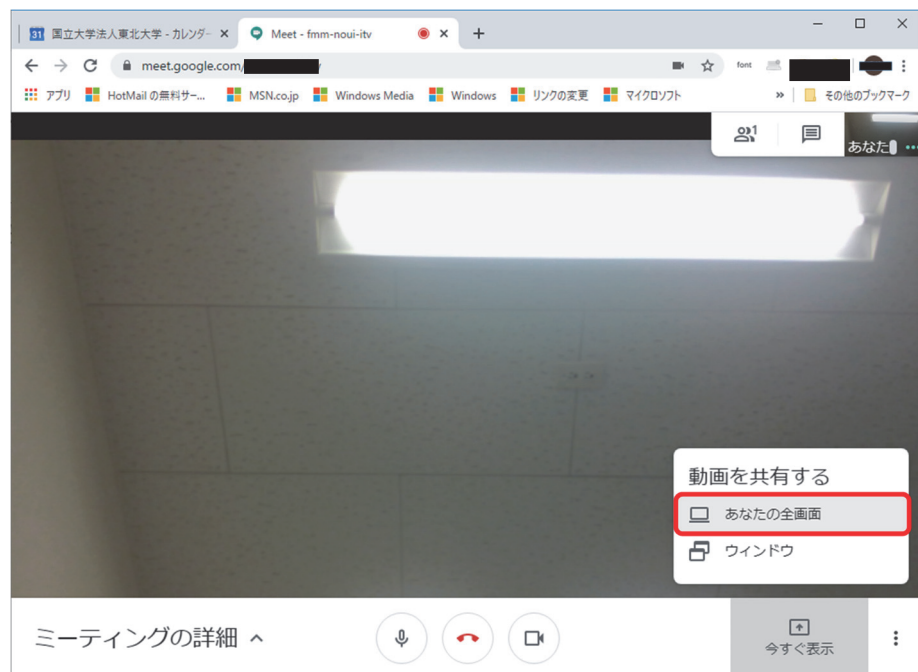 31 国立大学法人東北大学 - カレンダー
Meet - fmm-noui-itv
meet.google.com/
font
アプリ HotMail の無料サー... MSN.co.jp Windows Media Windows リンクの変更 マイクロソフト » その他のブックマーク
1
あなた
動画を共有する
あなたの全画面
ウィンドウ
ミーティングの詳細
今すぐ表示